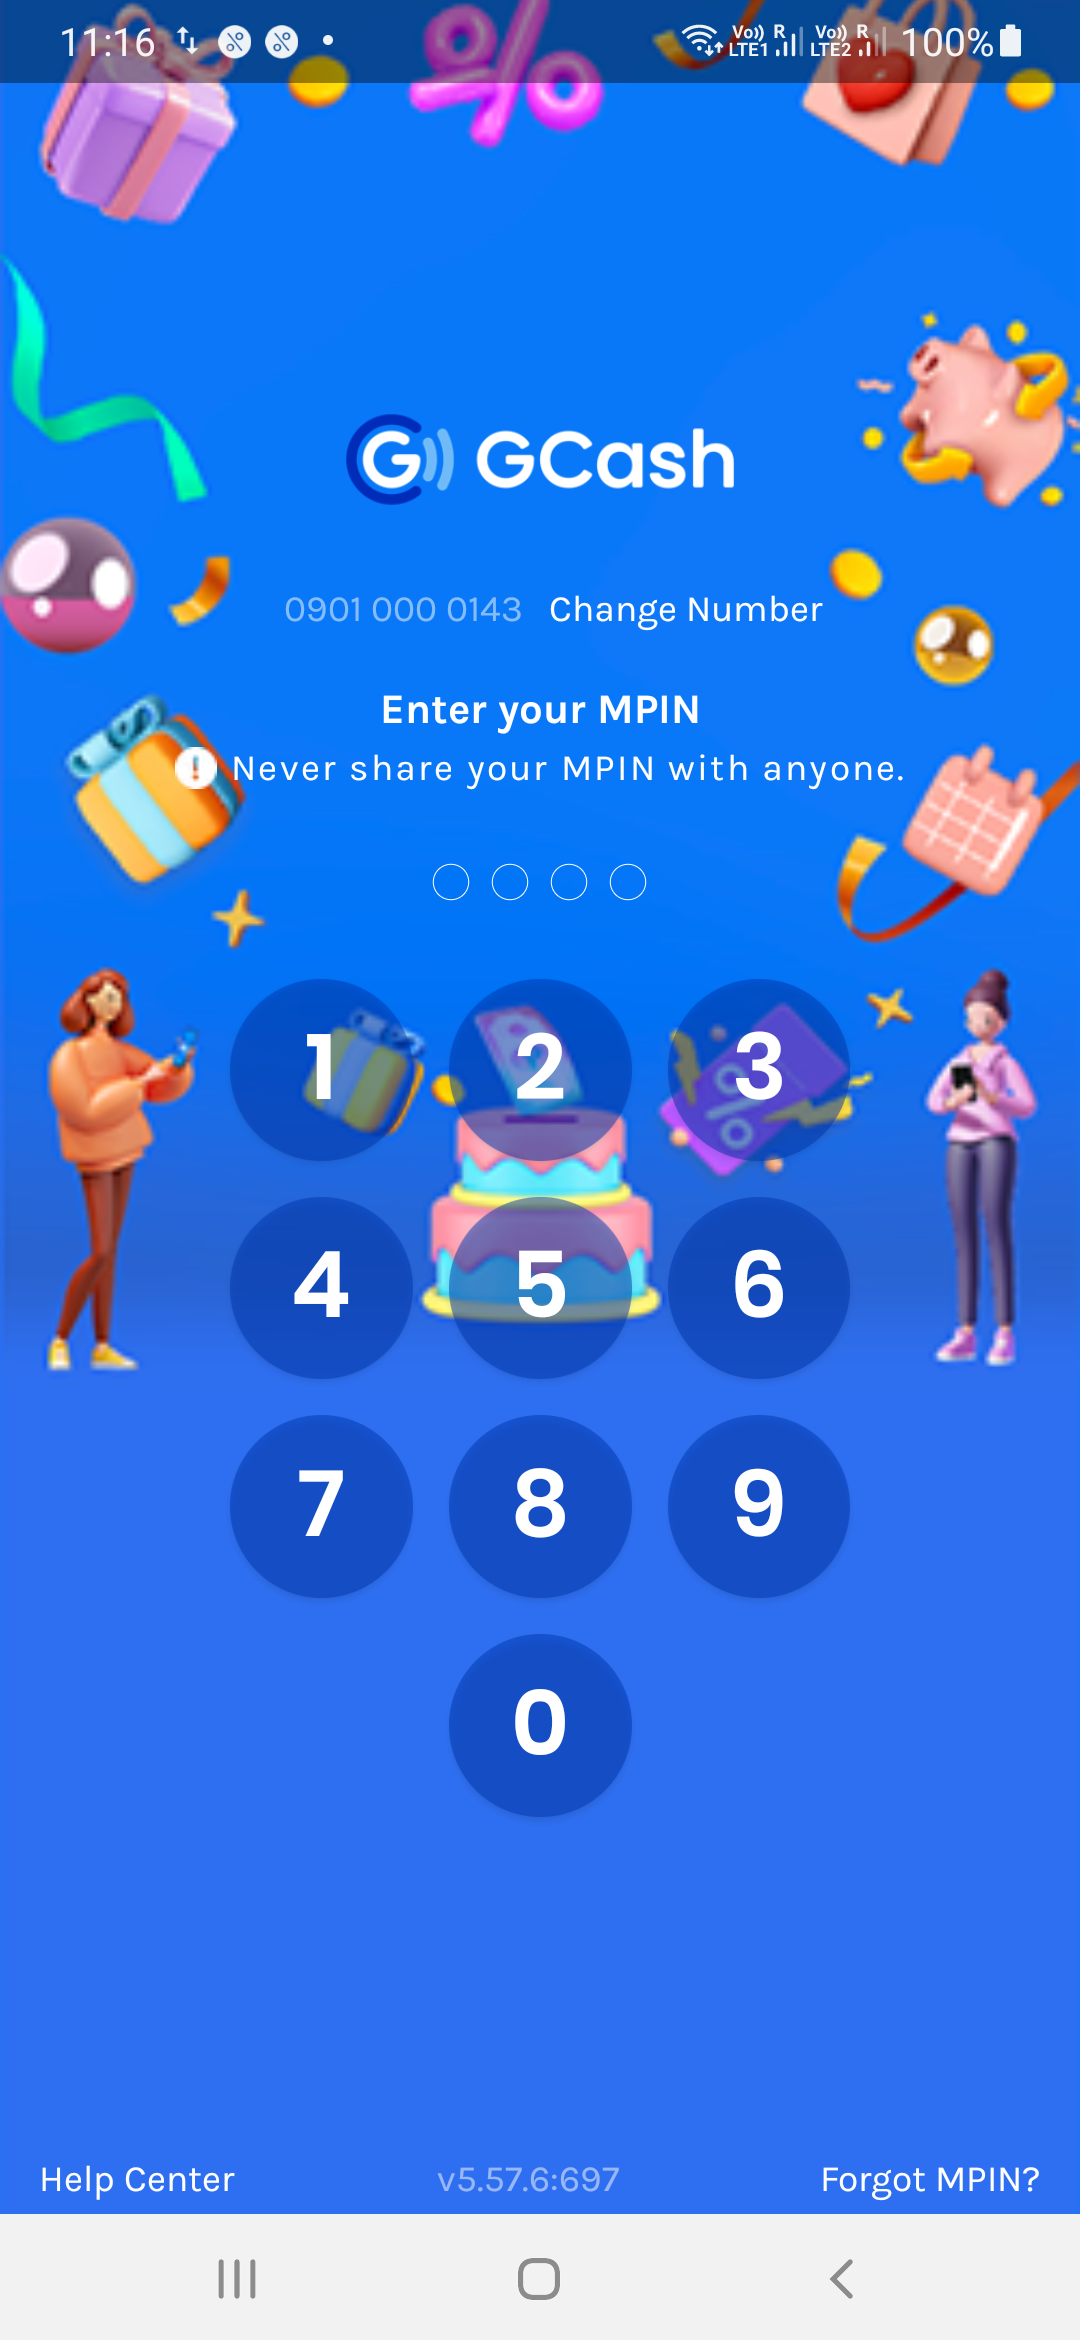 11:16 Vo)) R LTE1 Vo)) R LTE2 100%
GCash
0901 000 0143 Change Number
Enter your MPIN
! Never share your MPIN with anyone.
1 2 3
4 5 6
7 8 9
0
Help Center v5.57.6:697 Forgot MPIN?